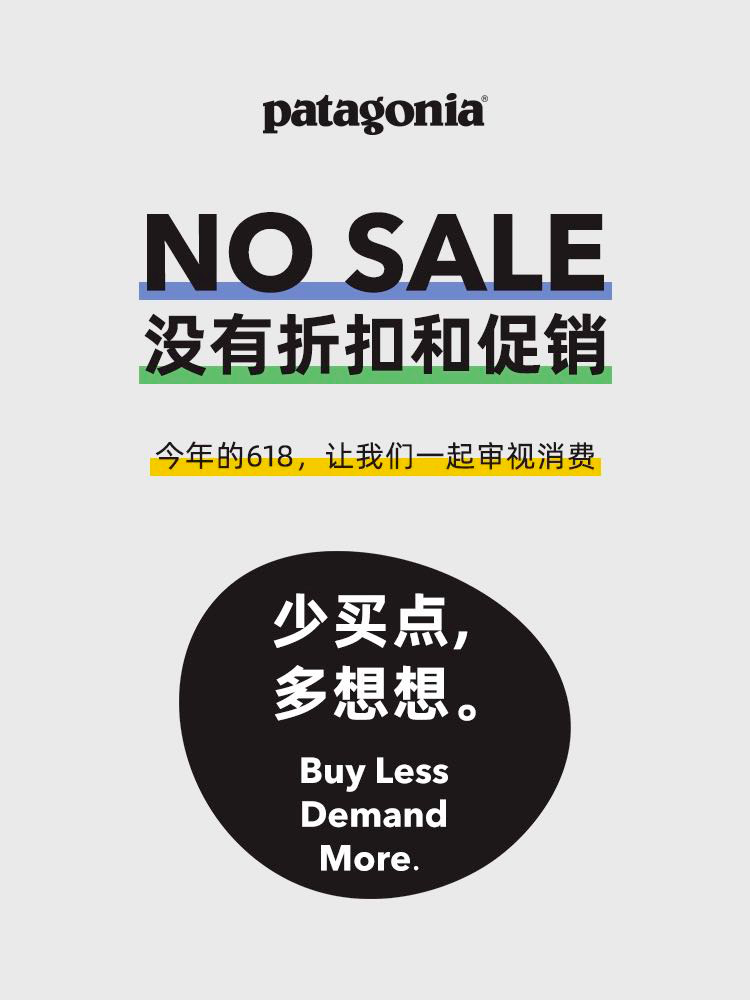 patagonia®
NO SALE
没有折扣和促销
今年的618，让我们一起审视消费
少买点，
多想想。
Buy Less
Demand
More.